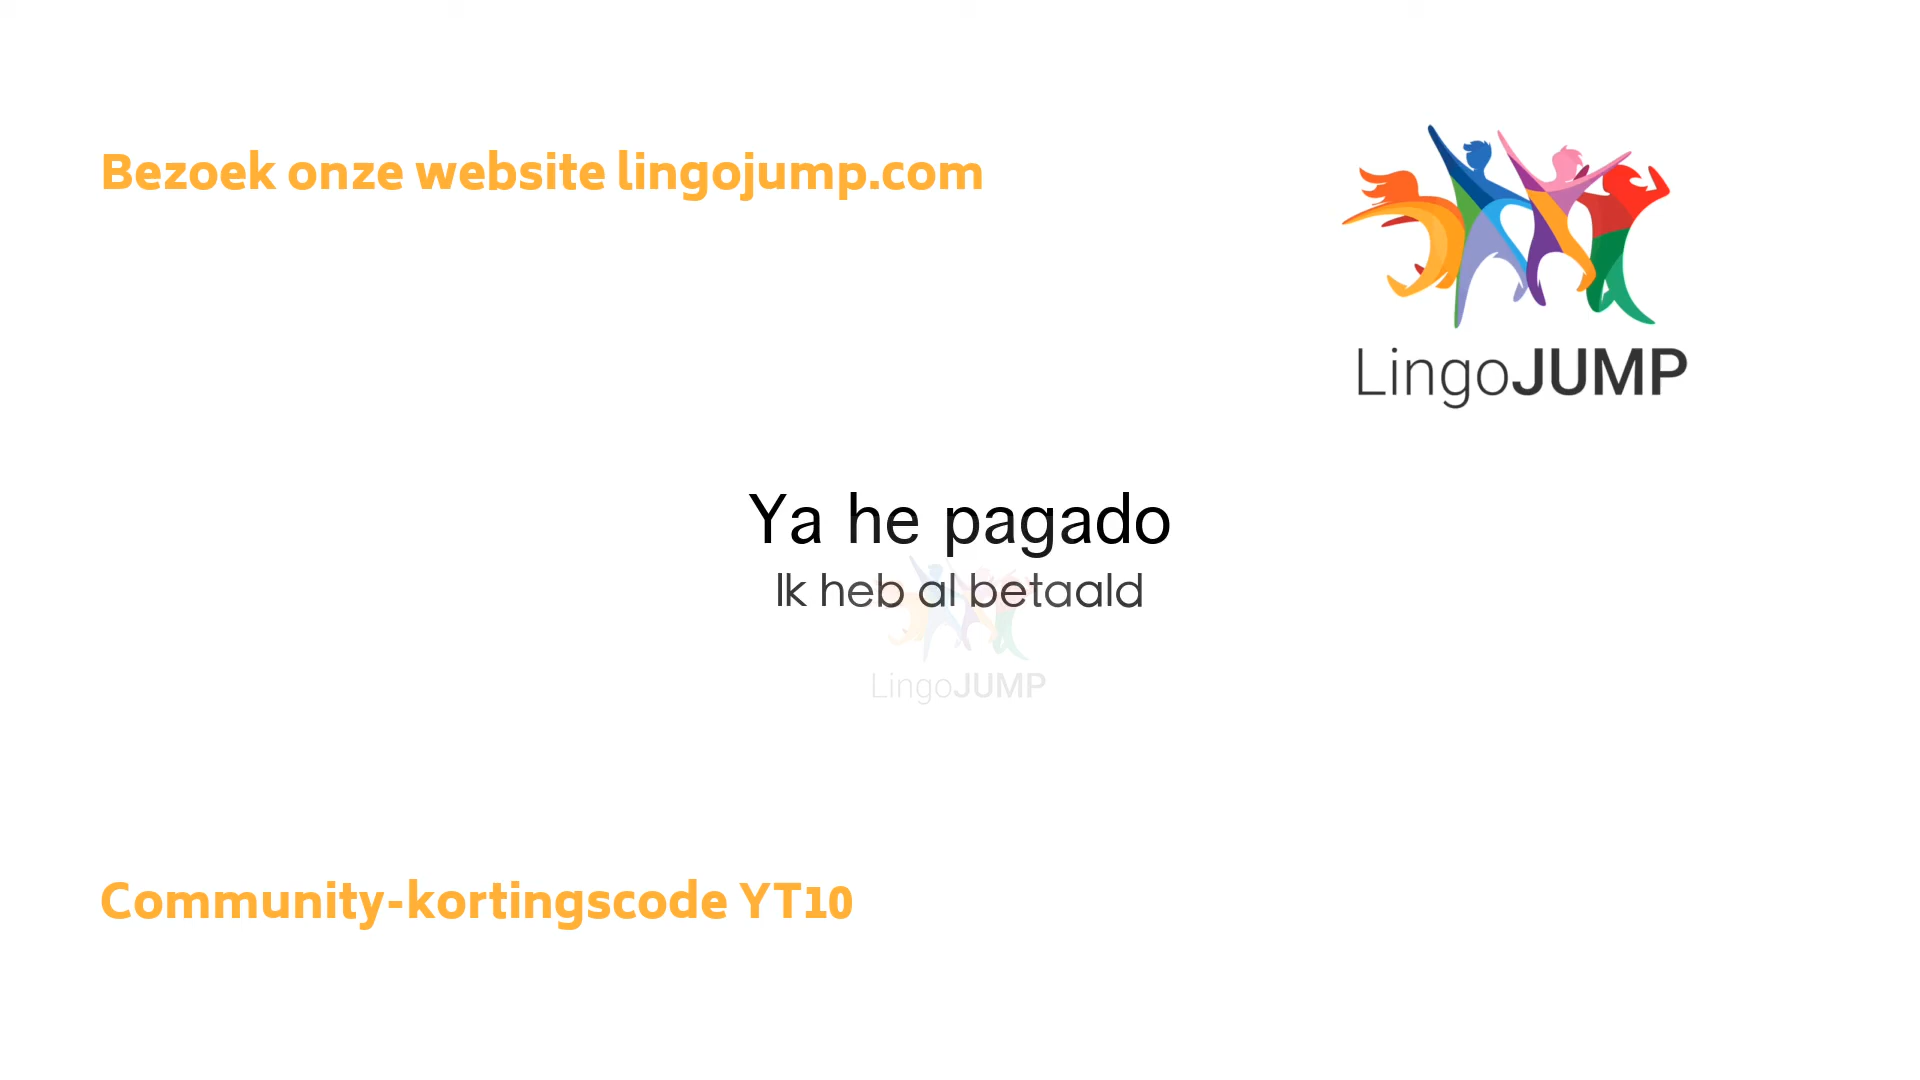 Bezoek onze website lingojump.com
LingoJUMP
Ya he pagado
Ik heb al betaald
LingoJUMP
Community-kortingscode YT10